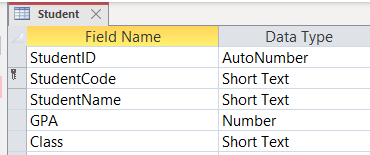 Student
Field Name Data Type
StudentID AutoNumber
StudentCode Short Text
StudentName Short Text
GPA Number
Class Short Text